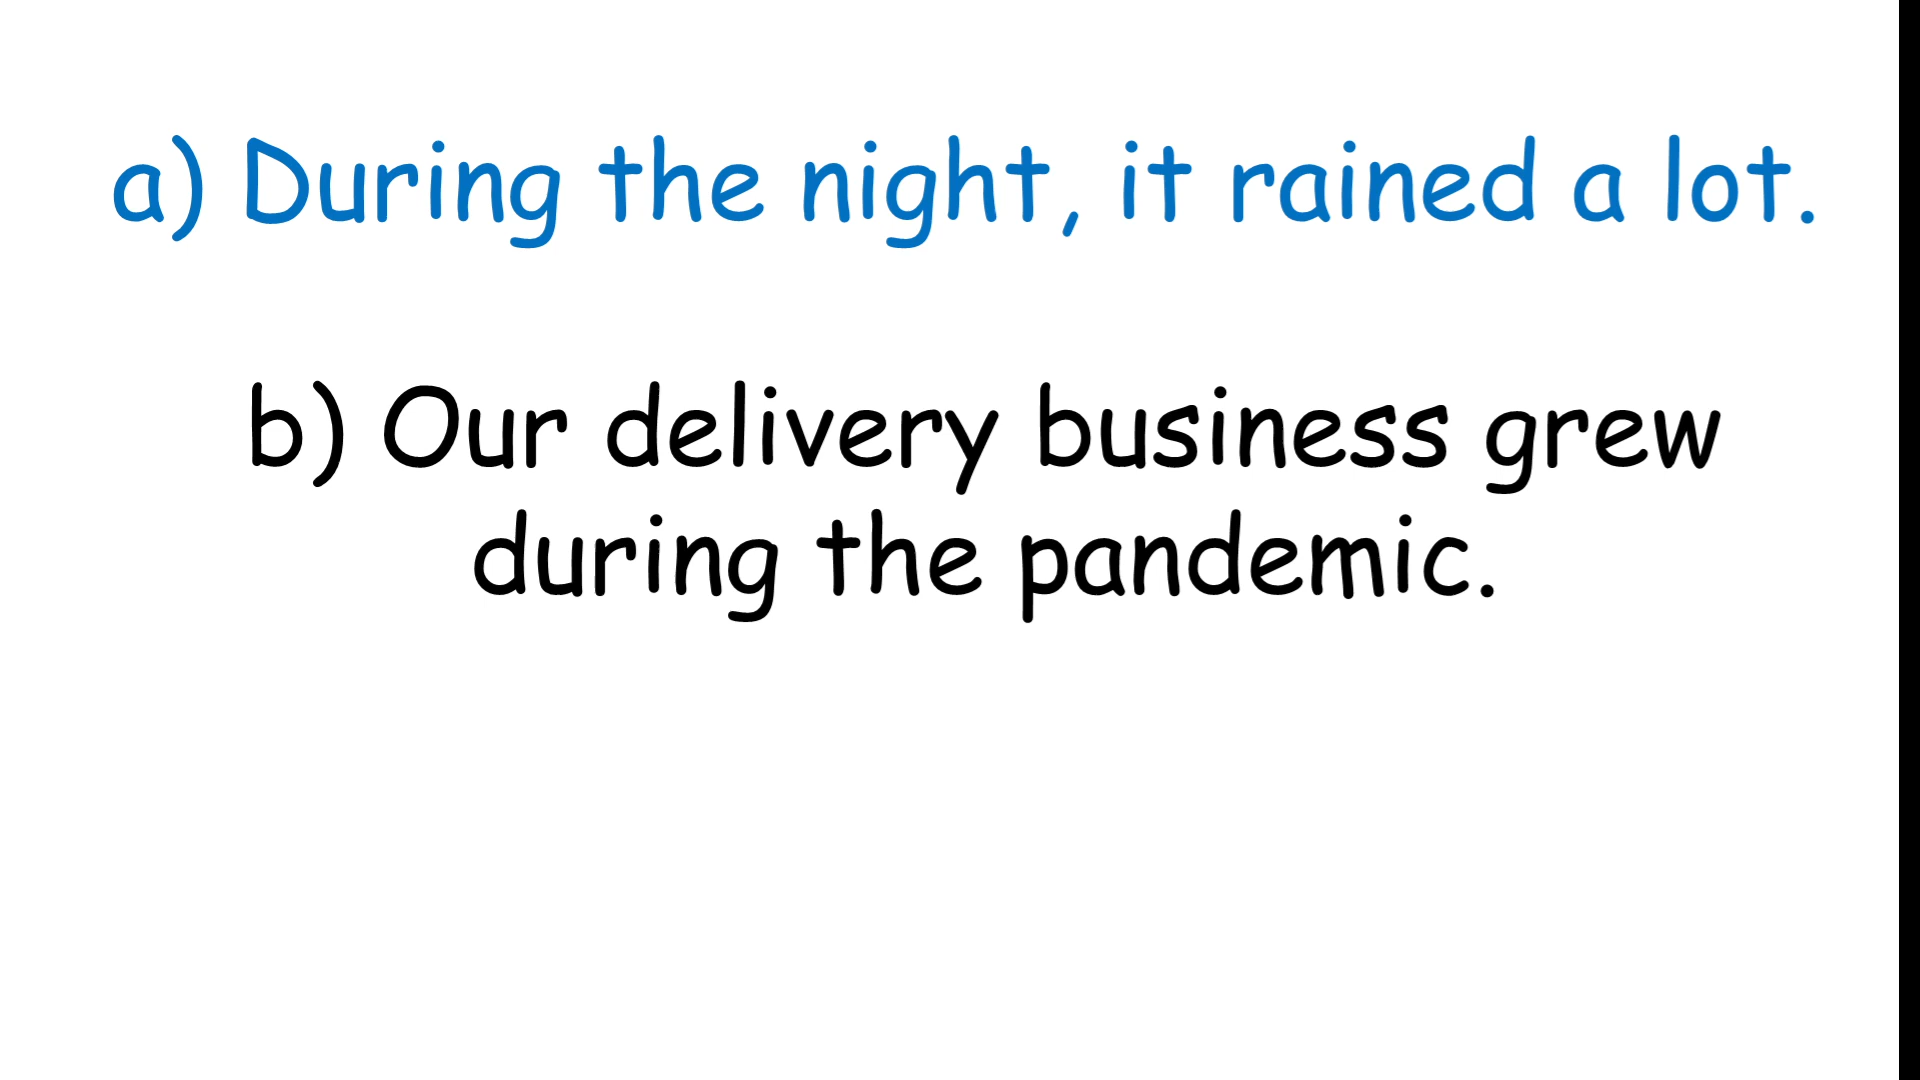 a) During the night, it rained a lot.
b) Our delivery business grew
during the pandemic.